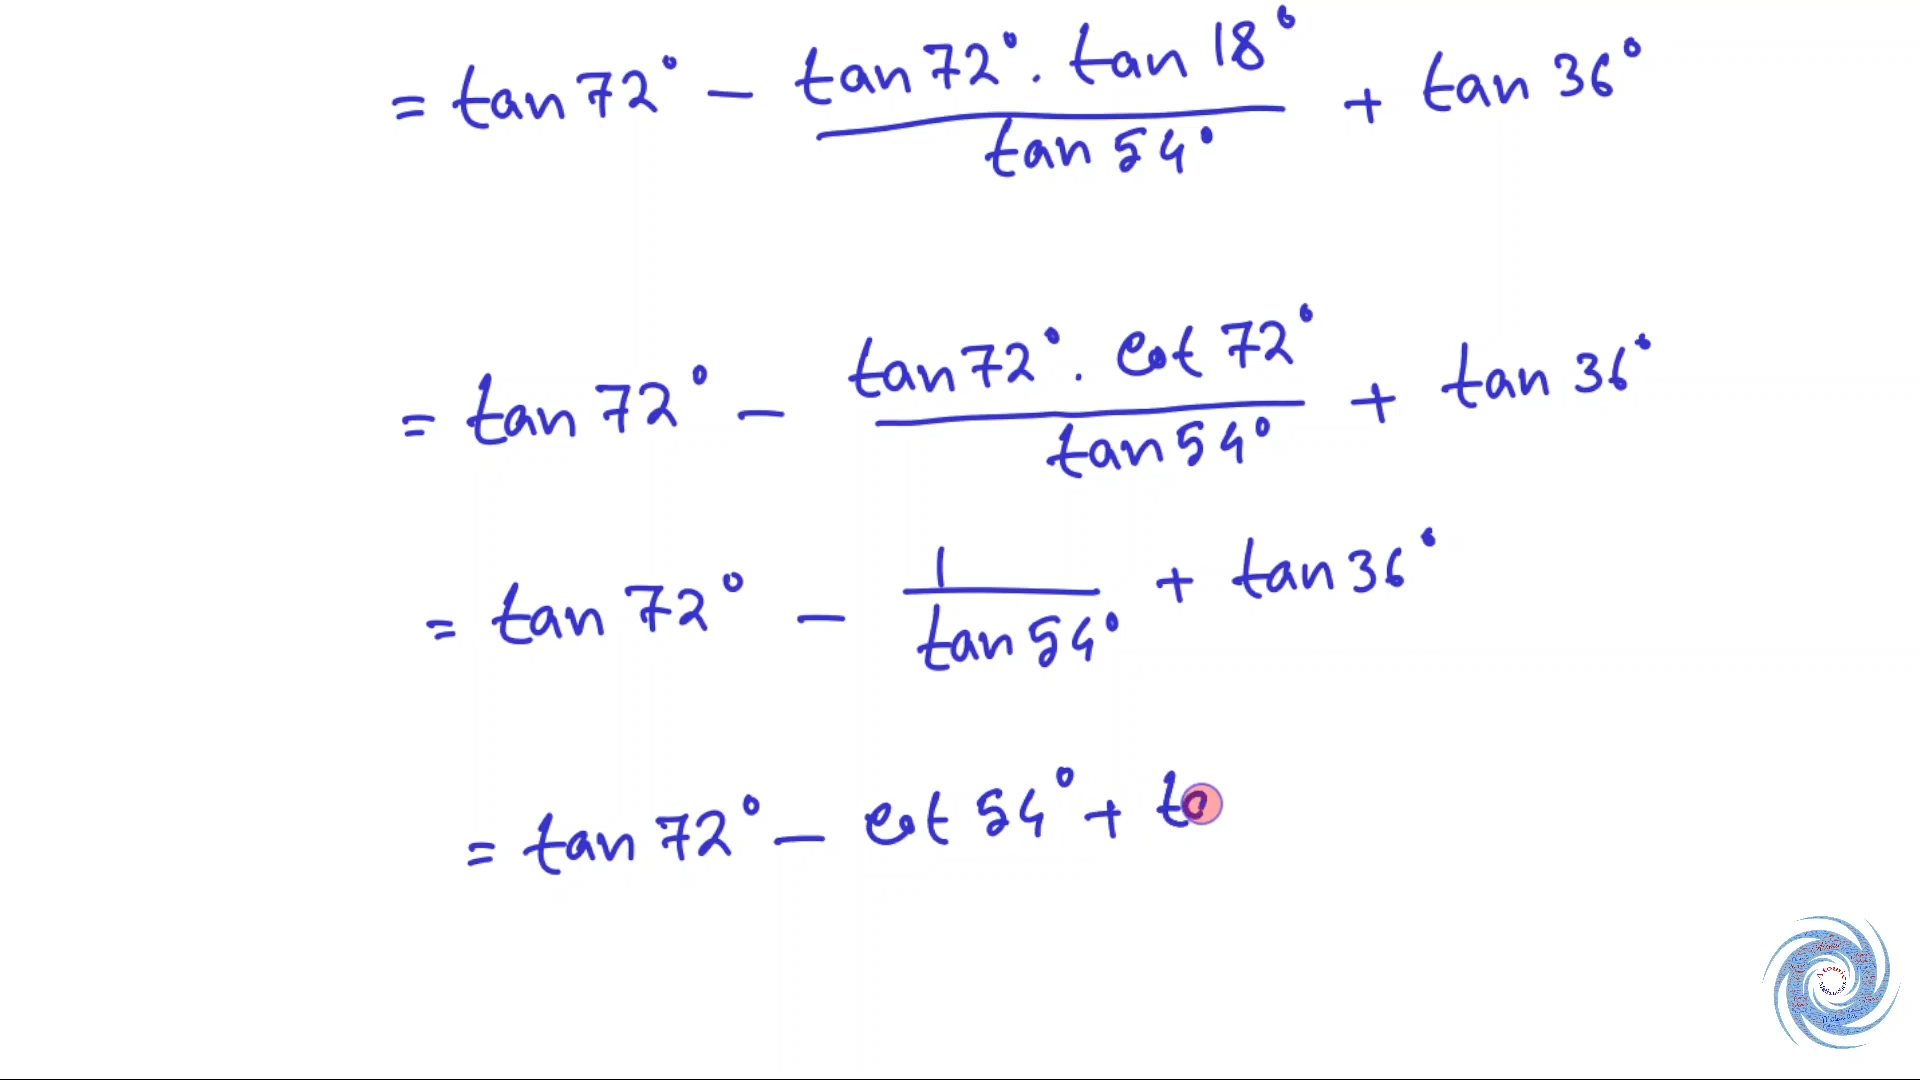 = tan 72° − (tan 72° · tan 18°) / (tan 54°) + tan 36°
= tan 72° − (tan 72° · cot 72°) / (tan 54°) + tan 36°
= tan 72° − 1 / (tan 54°) + tan 36°
= tan 72° − cot 54° + ta